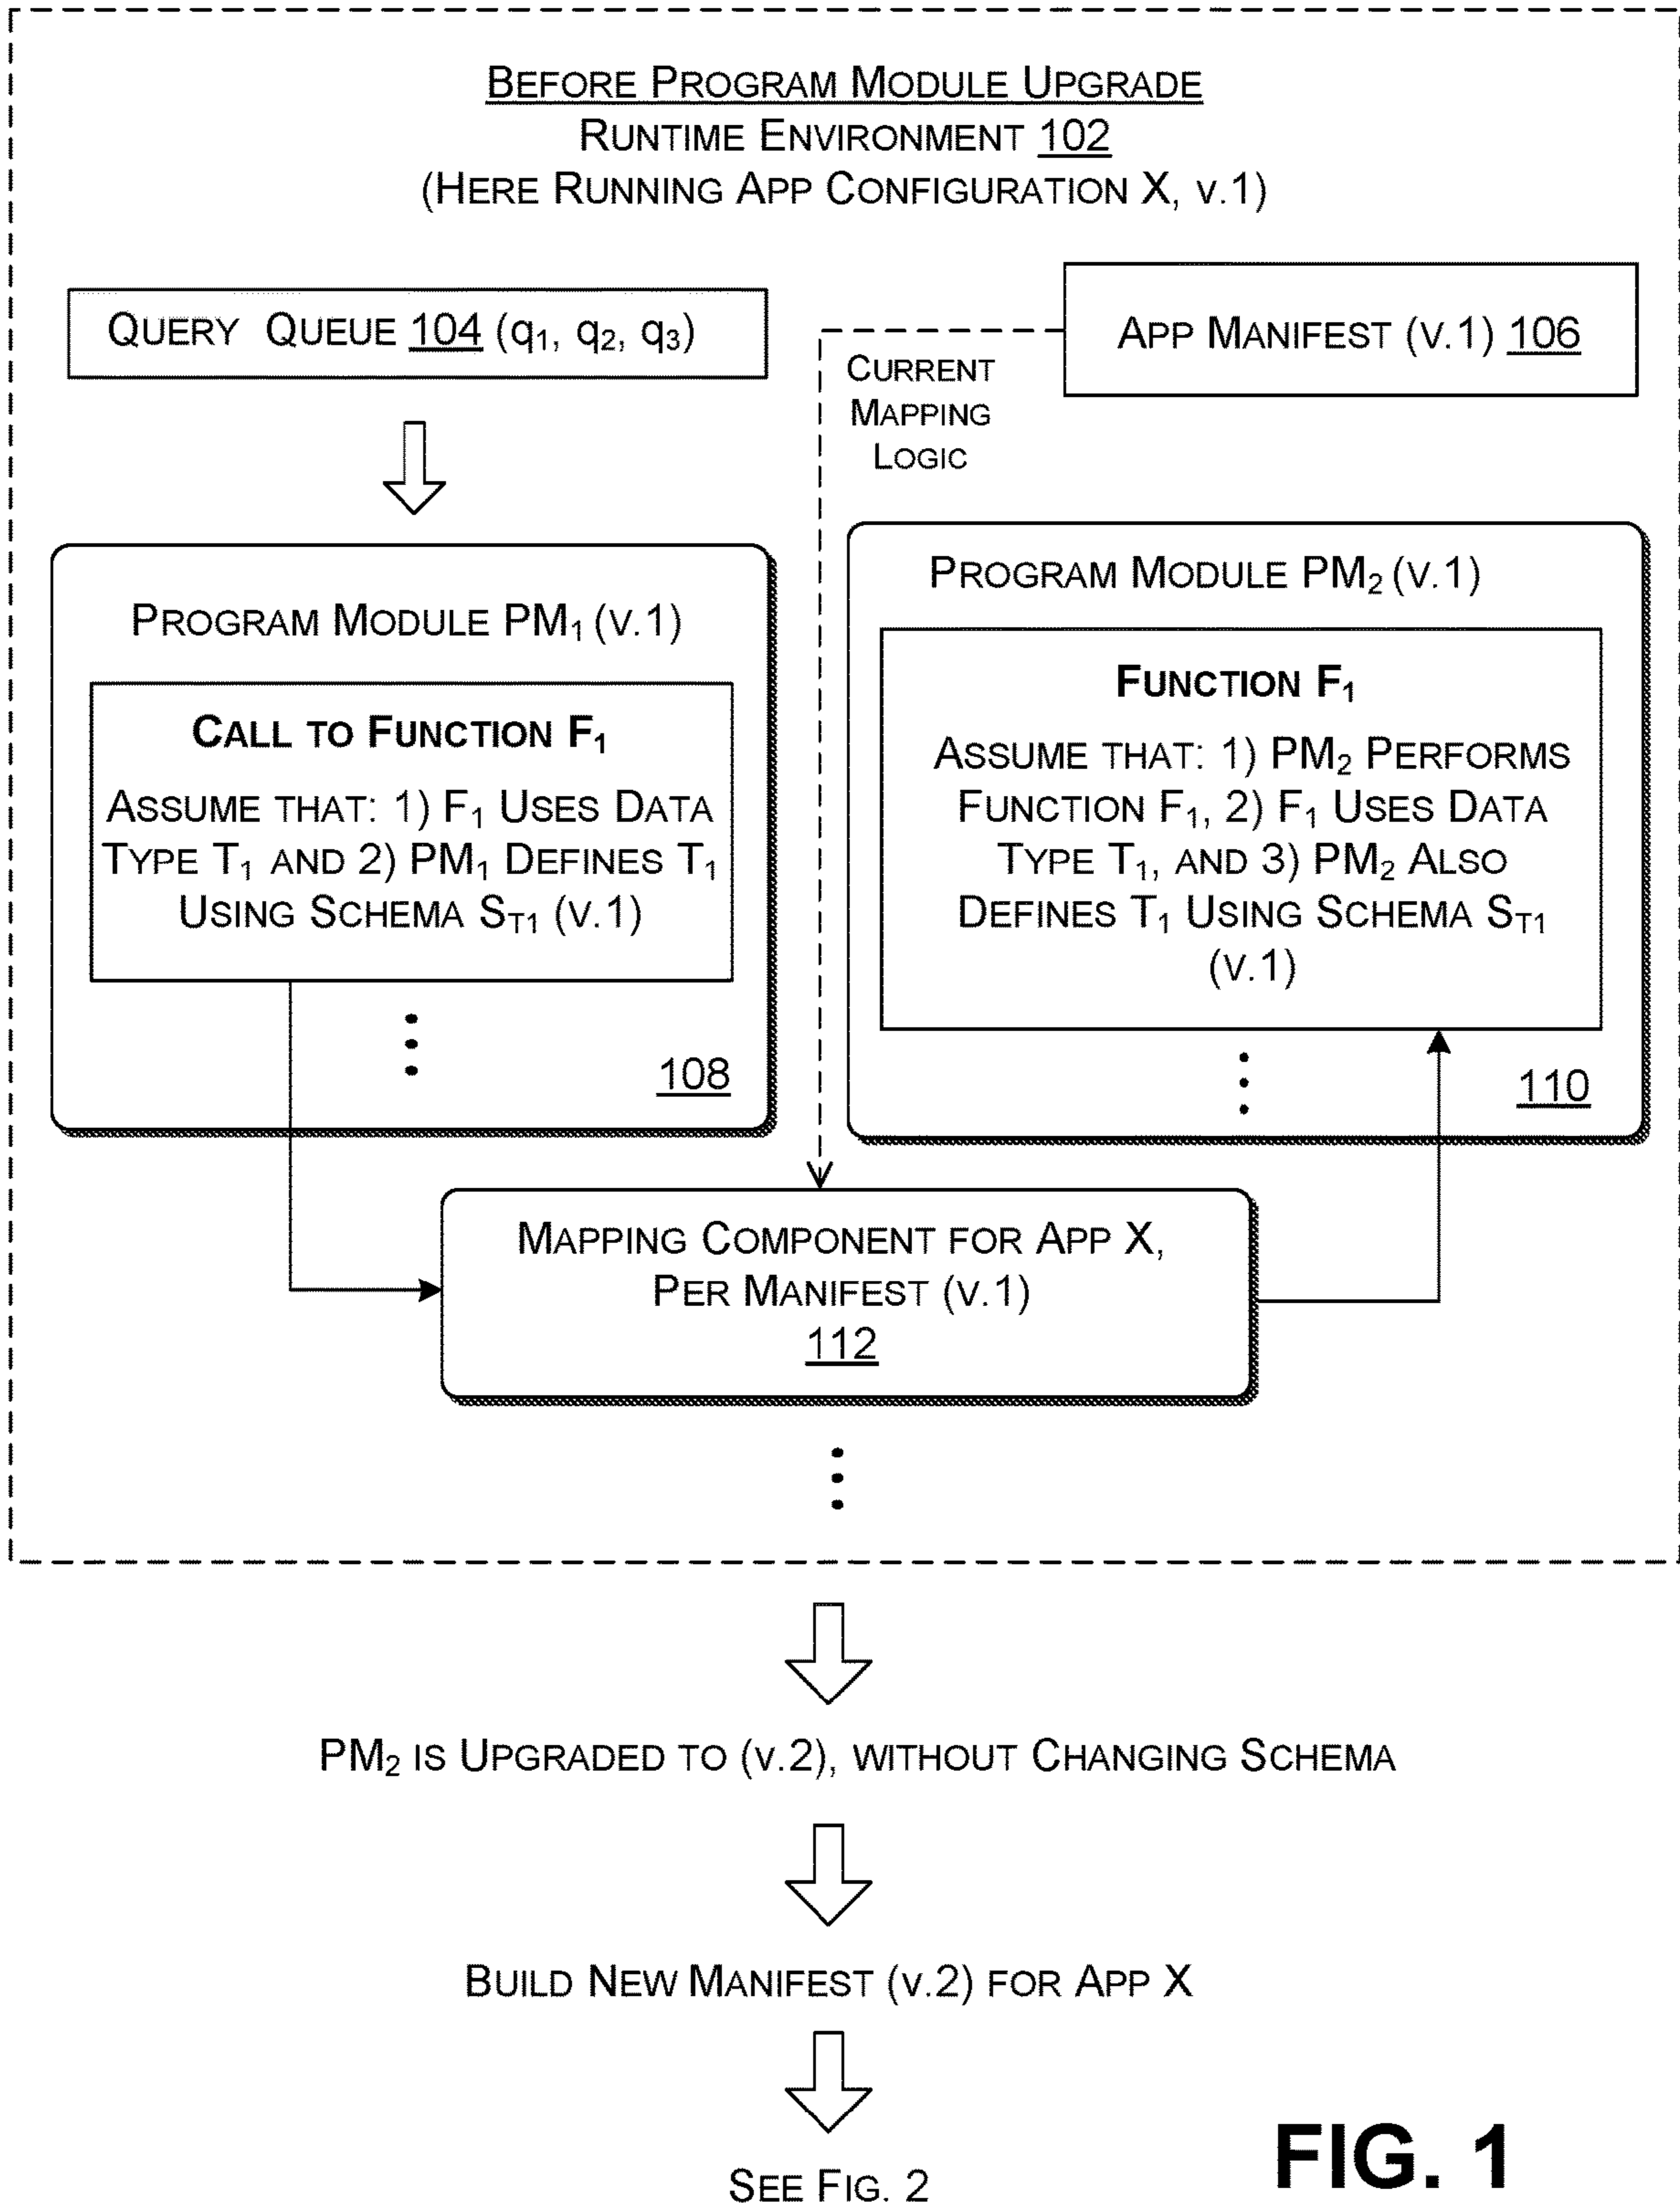 BEFORE PROGRAM MODULE UPGRADE
RUNTIME ENVIRONMENT 102
(HERE RUNNING APP CONFIGURATION X, V.1)
QUERY QUEUE 104 (q1, q2, q3)
APP MANIFEST (V.1) 106
CURRENT
MAPPING
LOGIC
PROGRAM MODULE PM1 (V.1)
CALL TO FUNCTION F1
ASSUME THAT: 1) F1 USES DATA
TYPE T1 AND 2) PM1 DEFINES T1
USING SCHEMA ST1 (V.1)
108
PROGRAM MODULE PM2 (V.1)
FUNCTION F1
ASSUME THAT: 1) PM2 PERFORMS
FUNCTION F1, 2) F1 USES DATA
TYPE T1, AND 3) PM2 ALSO
DEFINES T1 USING SCHEMA ST1
(V.1)
110
MAPPING COMPONENT FOR APP X,
PER MANIFEST (V.1)
112
PM2 IS UPGRADED TO (V.2), WITHOUT CHANGING SCHEMA
BUILD NEW MANIFEST (V.2) FOR APP X
SEE FIG. 2
FIG. 1